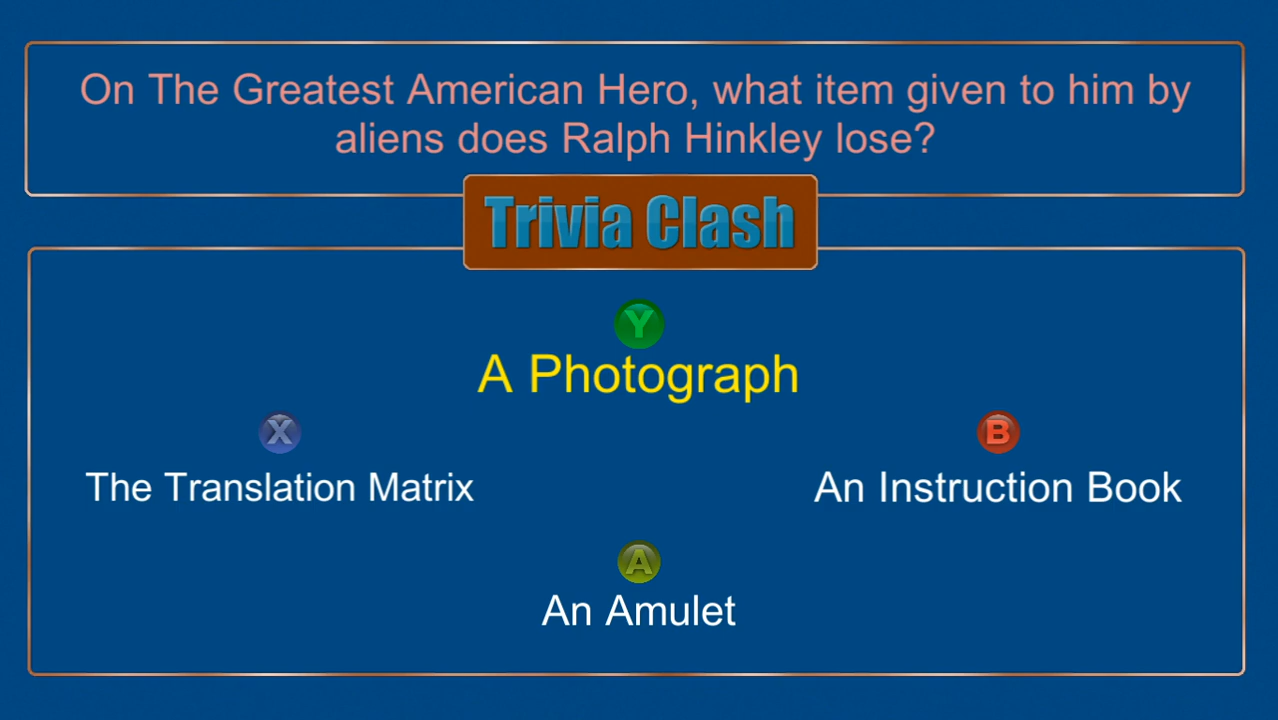 On The Greatest American Hero, what item given to him by
aliens does Ralph Hinkley lose?
Trivia Clash
Y
A Photograph
X
The Translation Matrix
B
An Instruction Book
A
An Amulet